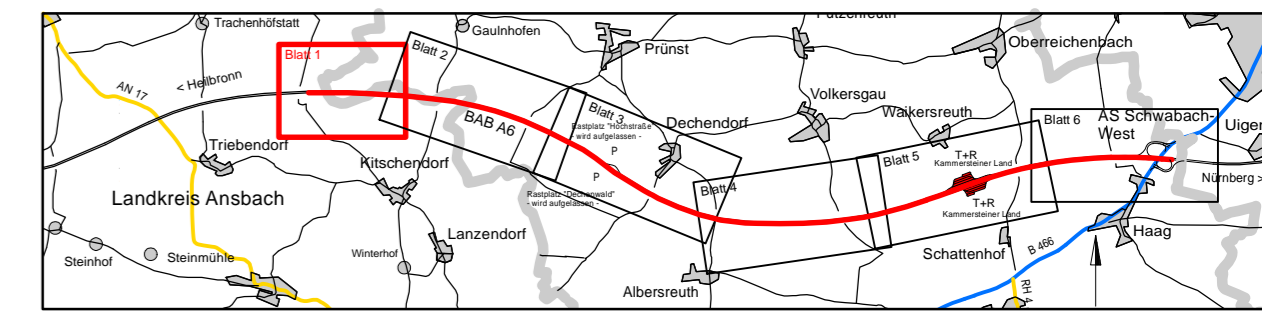 Trachenhöfstatt
Gaulnhofen
Prünst
Oberreichenbach
Blatt 1
Blatt 2
< Heilbronn
AN 17
BAB A6
Blatt 3
Rastplatz "Hochstraße"
- wird aufgelassen -
P
P
Dechendorf
Volkersgau
Waikersreuth
Blatt 6
AS Schwabach-
West
Triebendorf
Kitschendorf
Blatt 5
T+R
Kammersteiner Land
Nürnberg >
Landkreis Ansbach
Rastplatz "Dechenwald"
- wird aufgelassen -
Blatt 4
T+R
Kammersteiner Land
Lanzendorf
Haag
Steinhof
Steinmühle
Winterhof
Schattenhof
B 466
Albersreuth
RH 4